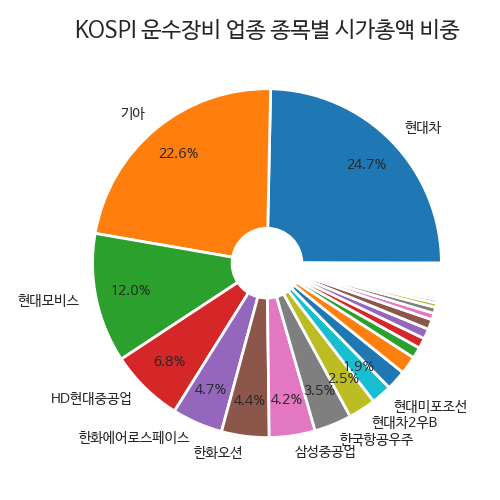 KOSPI 운수장비 업종 종목별 시가총액 비중
기아
현대차
24.7%
22.6%
현대모비스
12.0%
6.8%
HD현대중공업
4.7%
한화에어로스페이스
4.4%
한화오션
4.2%
삼성중공업
3.5%
한국항공우주
2.5%
현대차2우B
1.9%
현대미포조선